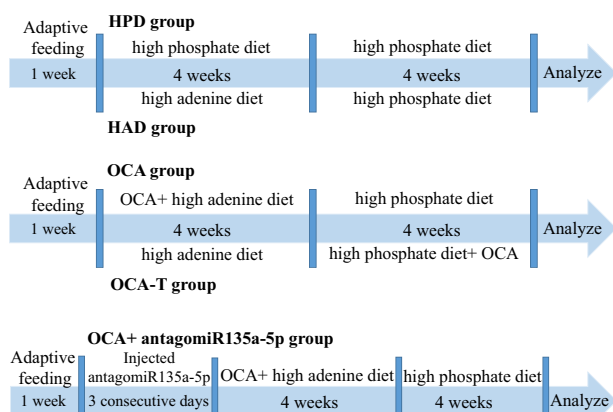 HPD group
Adaptive
feeding
high phosphate diet
high phosphate diet
1 week
4 weeks
4 weeks
Analyze
high adenine diet
high phosphate diet
HAD group
OCA group
Adaptive
feeding
OCA+ high adenine diet
high phosphate diet
1 week
4 weeks
4 weeks
Analyze
high adenine diet
high phosphate diet+ OCA
OCA-T group
OCA+ antagomiR135a-5p group
Adaptive
feeding
Injected
antagomiR135a-5p
OCA+ high adenine diet
high phosphate diet
1 week
3 consecutive days
4 weeks
4 weeks
Analyze